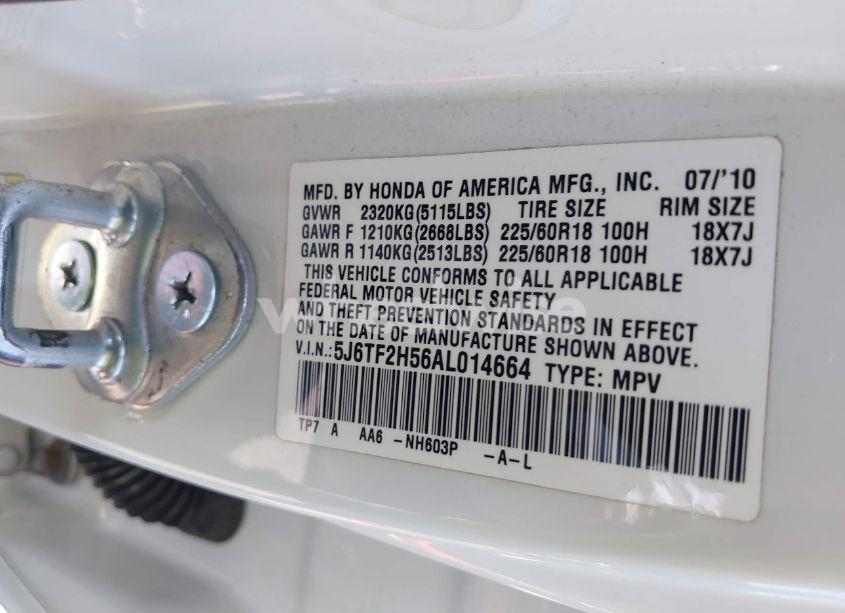 MFD. BY HONDA OF AMERICA MFG., INC. 07/'10
GVWR 2320KG(5115LBS) TIRE SIZE RIM SIZE
GAWR F 1210KG(2668LBS) 225/60R18 100H 18X7J
GAWR R 1140KG(2513LBS) 225/60R18 100H 18X7J
THIS VEHICLE CONFORMS TO ALL APPLICABLE
FEDERAL MOTOR VEHICLE SAFETY
AND THEFT PREVENTION STANDARDS IN EFFECT
ON THE DATE OF MANUFACTURE SHOWN ABOVE.
V.I.N.:5J6TF2H56AL014664 TYPE: MPV
TP7 A AA6 -NH603P -A-L